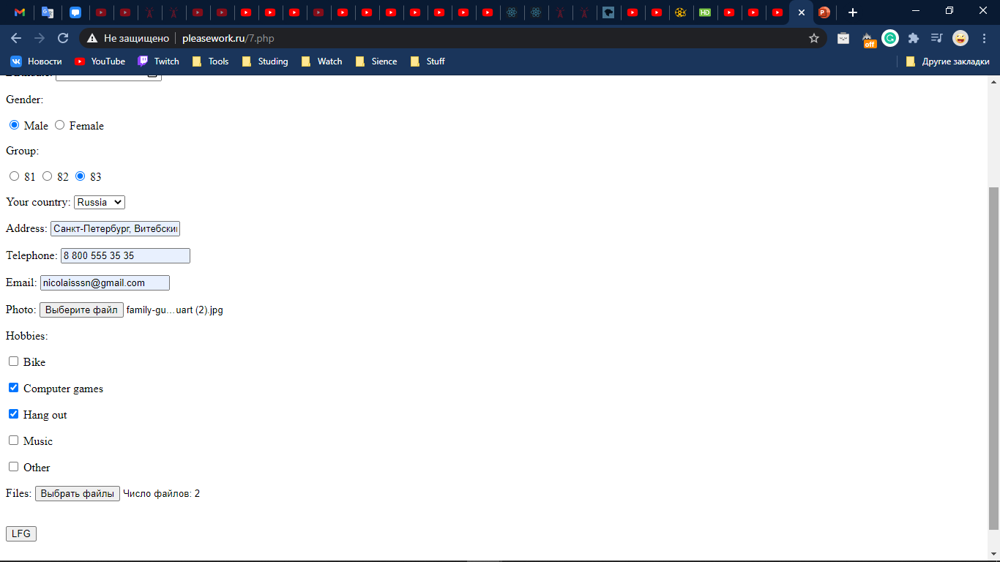 Не защищено pleasework.ru/7.php
off
Новости YouTube Twitch Tools Studing Watch Sience Stuff Другие закладки
Gender:
Male Female
Group:
81 82 83
Your country: Russia
Address: Санкт-Петербург, Витебски
Telephone: 8 800 555 35 35
Email: nicolaisssn@gmail.com
Photo: Выберите файл family-gu...uart (2).jpg
Hobbies:
Bike
Computer games
Hang out
Music
Other
Files: Выбрать файлы Число файлов: 2
LFG